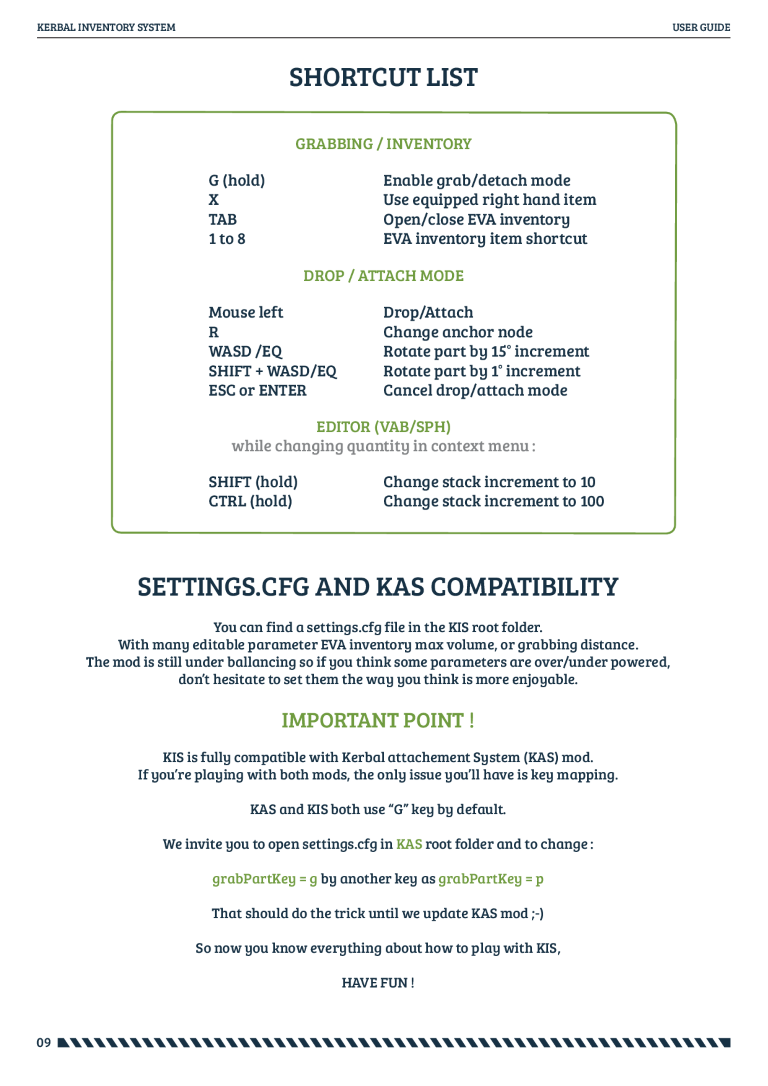 KERBAL INVENTORY SYSTEM USER GUIDE
SHORTCUT LIST
GRABBING / INVENTORY
G (hold) Enable grab/detach mode
X Use equipped right hand item
TAB Open/close EVA inventory
1 to 8 EVA inventory item shortcut
DROP / ATTACH MODE
Mouse left Drop/Attach
R Change anchor node
WASD /EQ Rotate part by 15° increment
SHIFT + WASD/EQ Rotate part by 1° increment
ESC or ENTER Cancel drop/attach mode
EDITOR (VAB/SPH)
while changing quantity in context menu :
SHIFT (hold) Change stack increment to 10
CTRL (hold) Change stack increment to 100
SETTINGS.CFG AND KAS COMPATIBILITY
You can find a settings.cfg file in the KIS root folder.
With many editable parameter EVA inventory max volume, or grabbing distance.
The mod is still under ballancing so if you think some parameters are over/under powered,
don’t hesitate to set them the way you think is more enjoyable.
IMPORTANT POINT !
KIS is fully compatible with Kerbal attachement System (KAS) mod.
If you’re playing with both mods, the only issue you’ll have is key mapping.
KAS and KIS both use “G” key by default.
We invite you to open settings.cfg in KAS root folder and to change :
grabPartKey = g by another key as grabPartKey = p
That should do the trick until we update KAS mod ;-)
So now you know everything about how to play with KIS,
HAVE FUN !
09